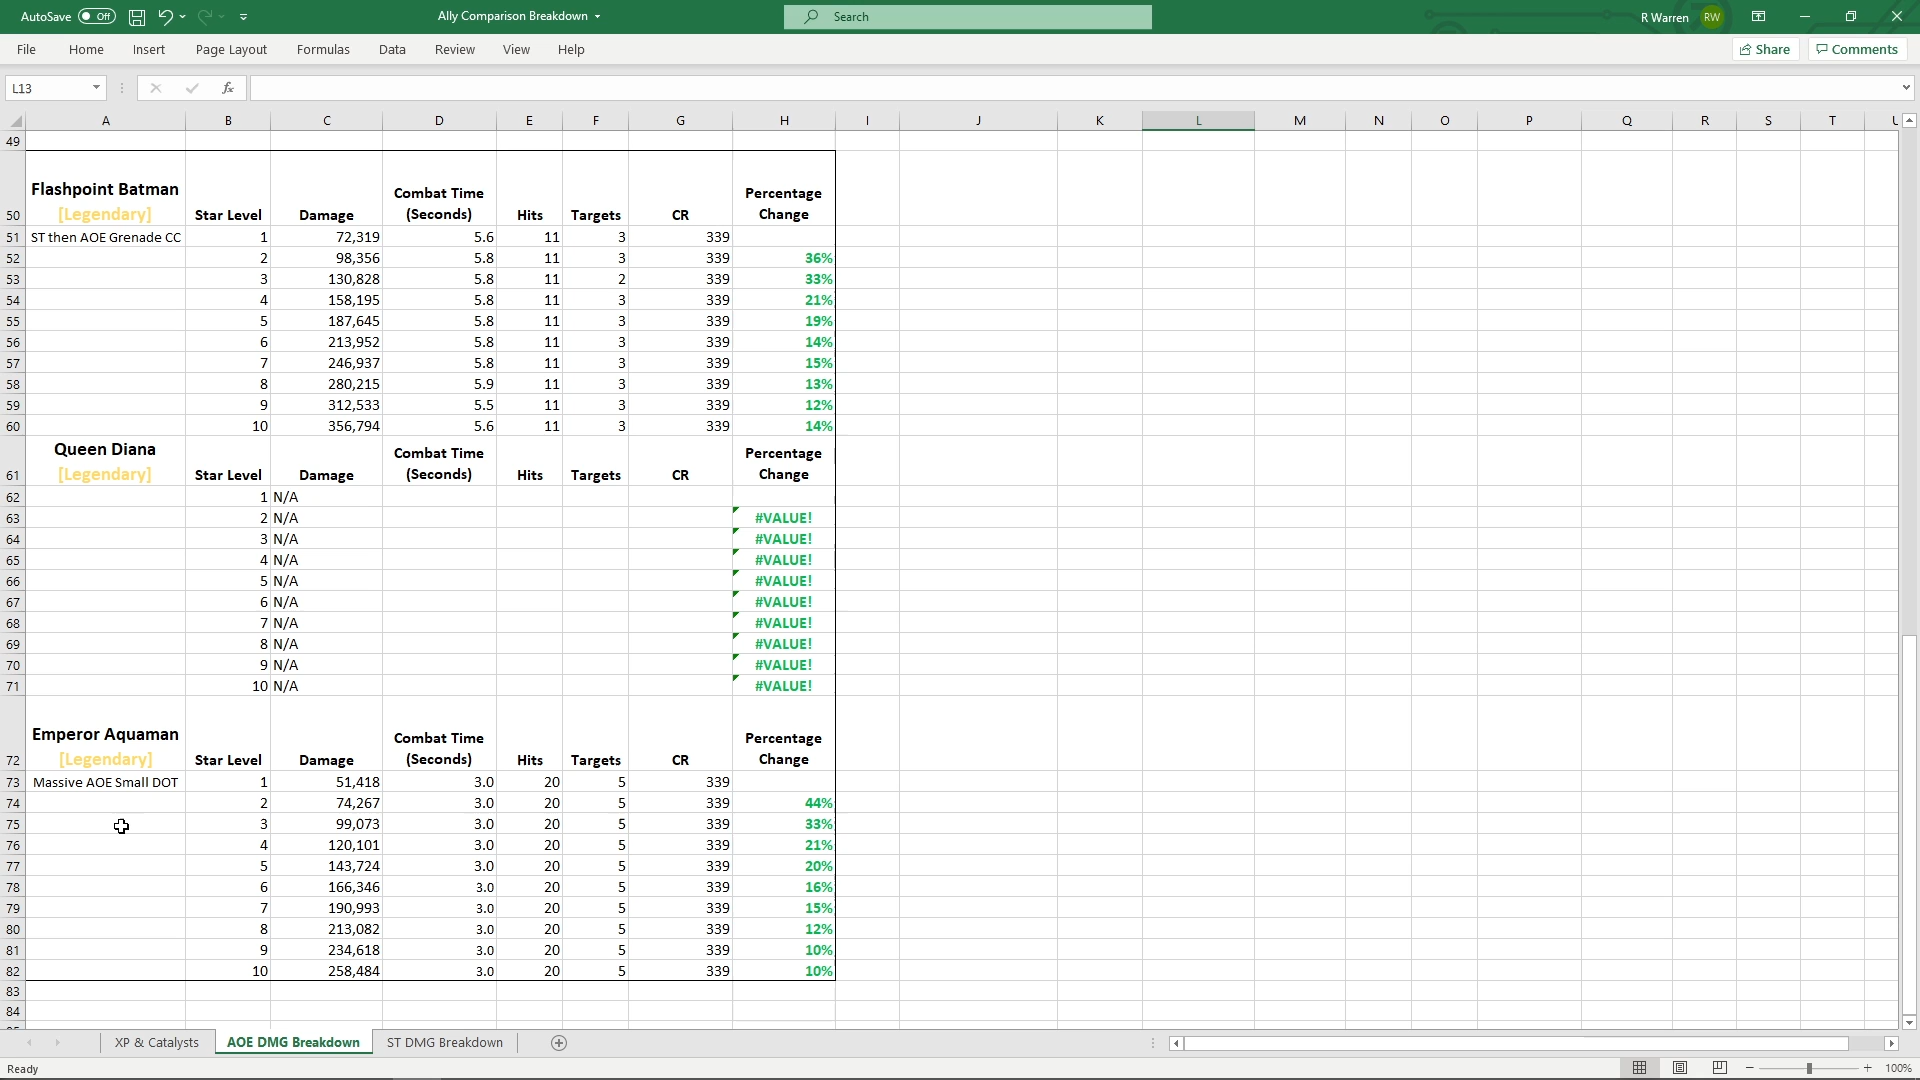 AutoSave Off Ally Comparison Breakdown Search R Warren RW
File Home Insert Page Layout Formulas Data Review View Help Share Comments
L13 fx
A B C D E F G H I J K L M N O P Q R S T U
49
50 Flashpoint Batman [Legendary] Star Level Damage Combat Time (Seconds) Hits Targets CR Percentage Change
51 ST then AOE Grenade CC 1 72,319 5.6 11 3 339
52 2 98,356 5.8 11 3 339 36%
53 3 130,828 5.8 11 2 339 33%
54 4 158,195 5.8 11 3 339 21%
55 5 187,645 5.8 11 3 339 19%
56 6 213,952 5.8 11 3 339 14%
57 7 246,937 5.8 11 3 339 15%
58 8 280,215 5.9 11 3 339 13%
59 9 312,533 5.5 11 3 339 12%
60 10 356,794 5.6 11 3 339 14%
61 Queen Diana [Legendary] Star Level Damage Combat Time (Seconds) Hits Targets CR Percentage Change
62 1 N/A
63 2 N/A #VALUE!
64 3 N/A #VALUE!
65 4 N/A #VALUE!
66 5 N/A #VALUE!
67 6 N/A #VALUE!
68 7 N/A #VALUE!
69 8 N/A #VALUE!
70 9 N/A #VALUE!
71 10 N/A #VALUE!
72 Emperor Aquaman [Legendary] Star Level Damage Combat Time (Seconds) Hits Targets CR Percentage Change
73 Massive AOE Small DOT 1 51,418 3.0 20 5 339
74 2 74,267 3.0 20 5 339 44%
75 3 99,073 3.0 20 5 339 33%
76 4 120,101 3.0 20 5 339 21%
77 5 143,724 3.0 20 5 339 20%
78 6 166,346 3.0 20 5 339 16%
79 7 190,993 3.0 20 5 339 15%
80 8 213,082 3.0 20 5 339 12%
81 9 234,618 3.0 20 5 339 10%
82 10 258,484 3.0 20 5 339 10%
83
84
XP & Catalysts AOE DMG Breakdown ST DMG Breakdown
Ready 100%